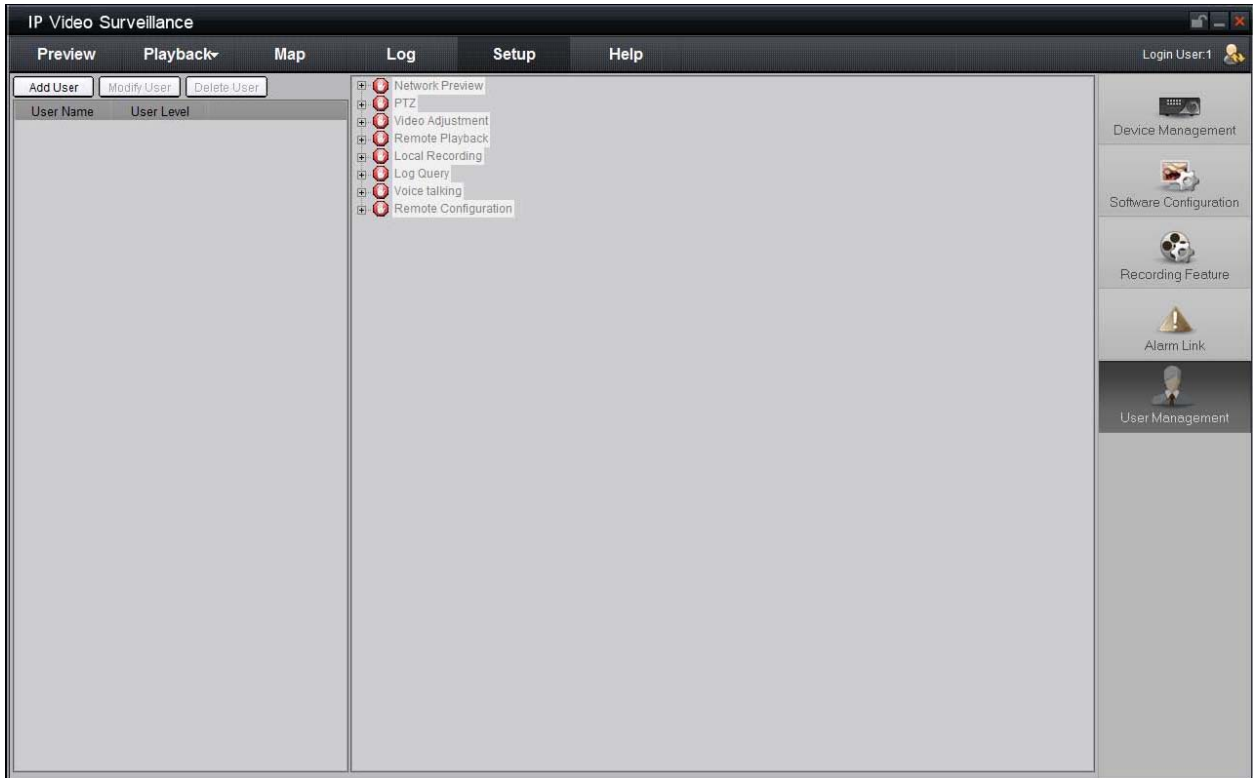 IP Video Surveillance
Preview Playback Map Log Setup Help Login User:1
Add User Modify User Delete User
User Name User Level
Network Preview
PTZ
Video Adjustment
Remote Playback
Local Recording
Log Query
Voice talking
Remote Configuration
Device Management
Software Configuration
Recording Feature
Alarm Link
User Management